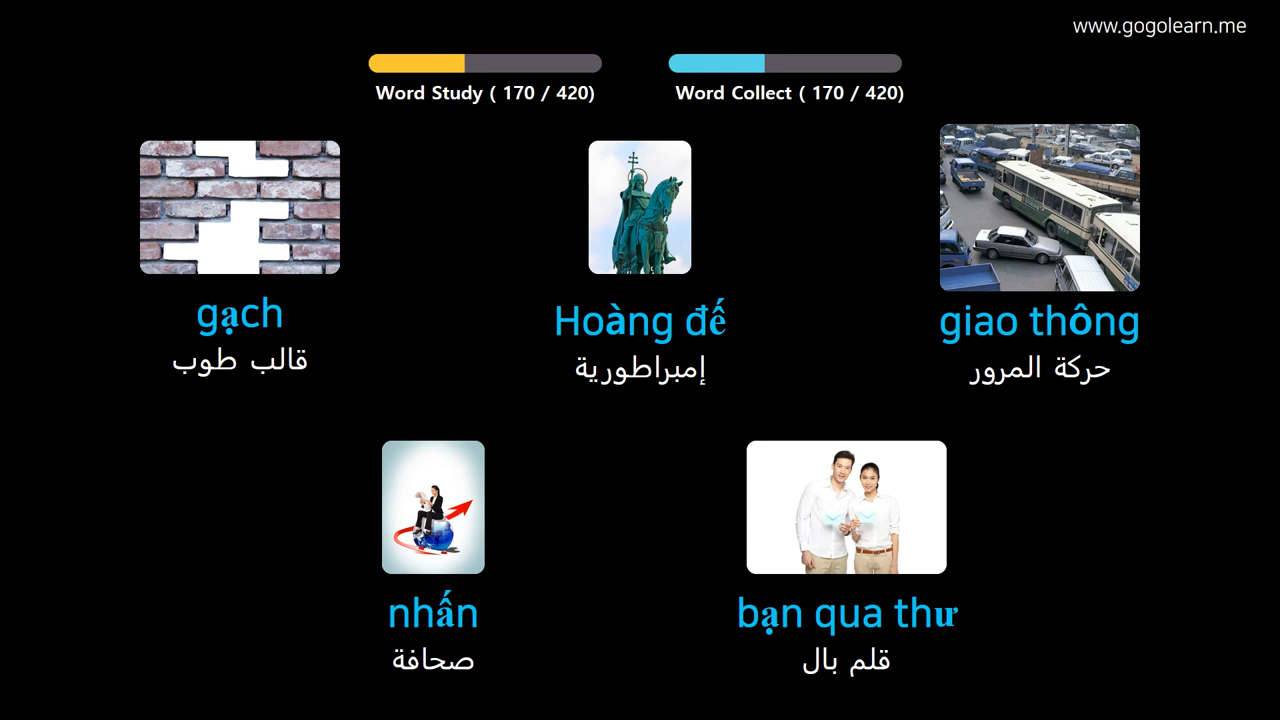 www.gogolearn.me
Word Study ( 170 / 420)
Word Collect ( 170 / 420)
gạch
قالب طوب
Hoàng đế
إمبراطورية
giao thông
حركة المرور
nhấn
صحافة
bạn qua thư
قلم بال